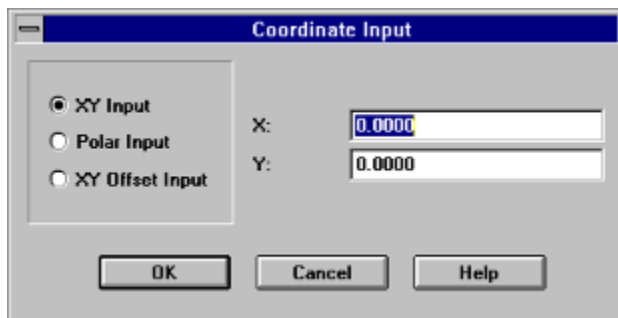 Coordinate Input
XY Input
Polar Input
XY Offset Input
X: 0.0000
Y: 0.0000
OK Cancel Help